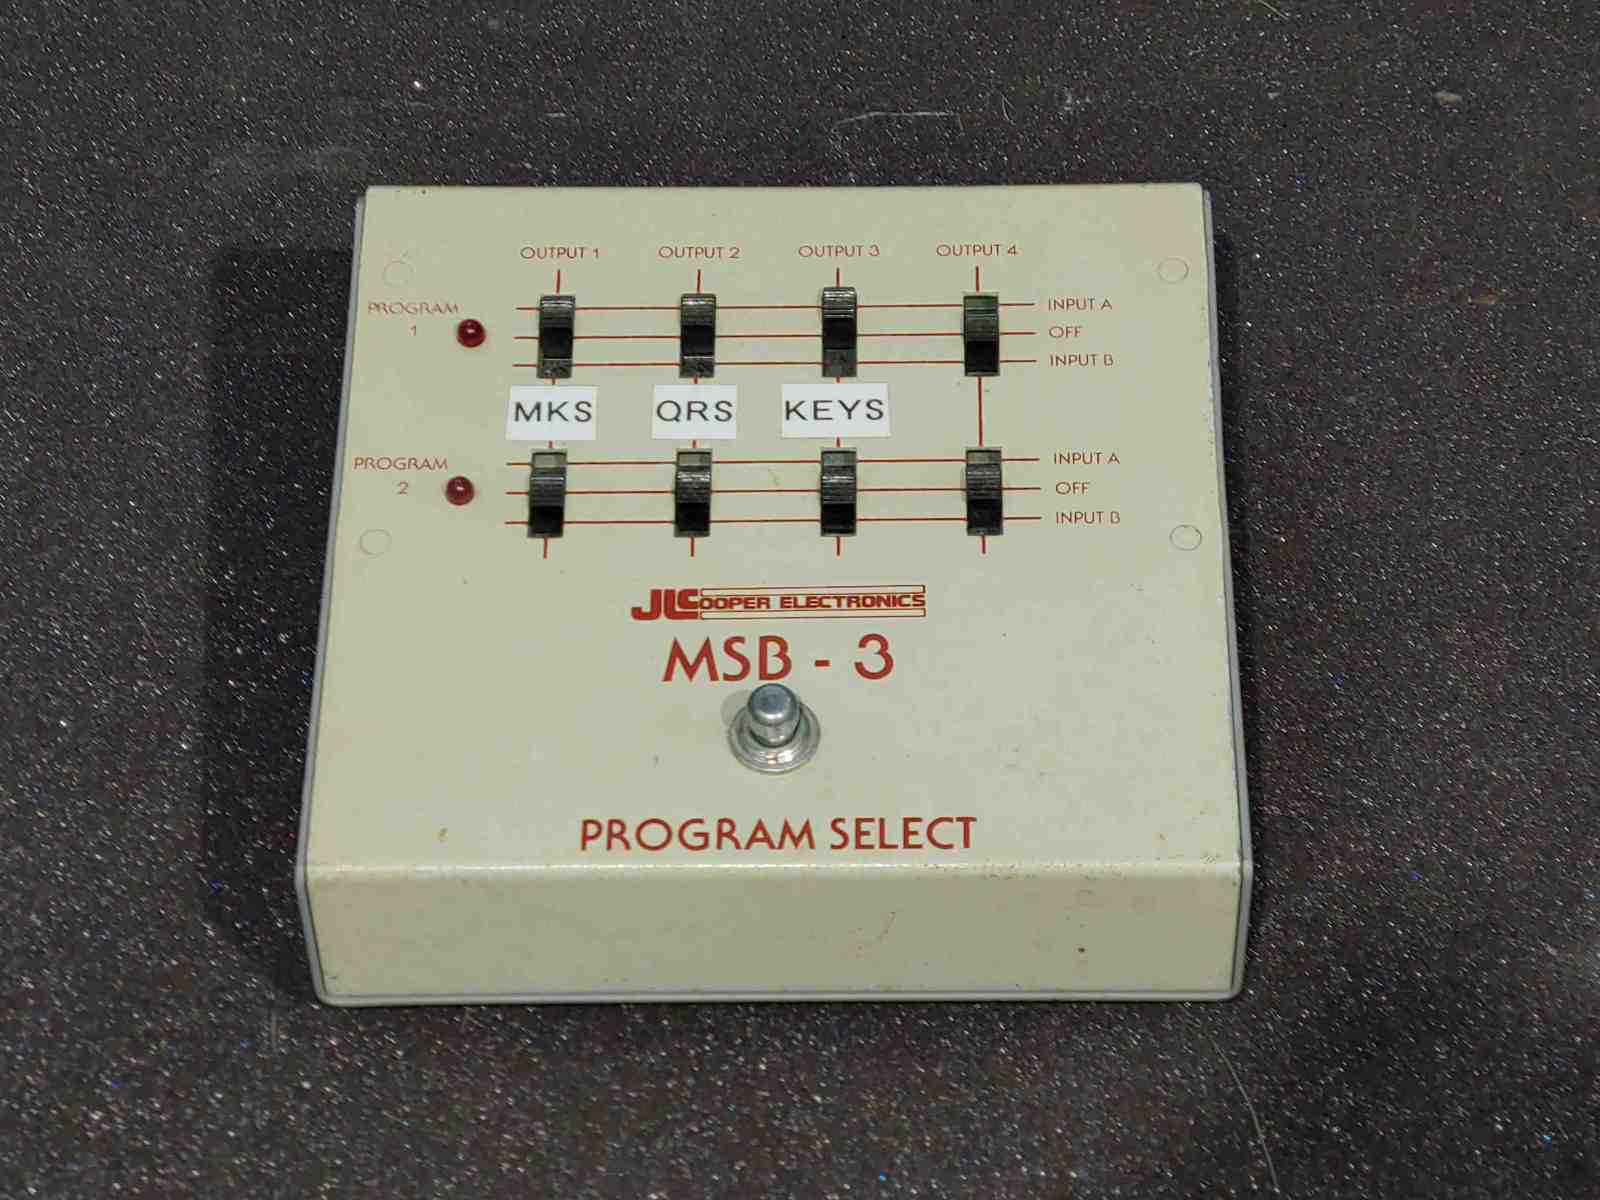 OUTPUT 1 OUTPUT 2 OUTPUT 3 OUTPUT 4
PROGRAM
1
INPUT A
OFF
INPUT B
MKS QRS KEYS
PROGRAM
2
INPUT A
OFF
INPUT B
JLCOOPER ELECTRONICS
MSB - 3
PROGRAM SELECT